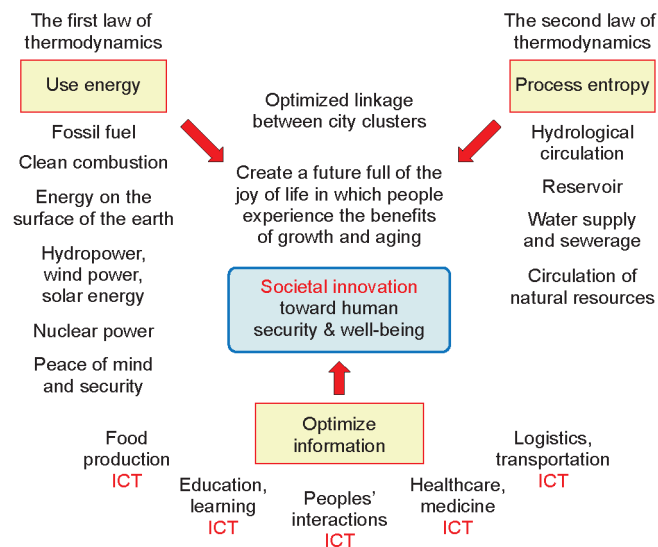 The first law of
thermodynamics
Use energy
Fossil fuel
Clean combustion
Energy on the
surface of the earth
Hydropower,
wind power,
solar energy
Nuclear power
Peace of mind
and security
Optimized linkage
between city clusters
Create a future full of the
joy of life in which people
experience the benefits
of growth and aging
Societal innovation
toward human
security & well-being
The second law of
thermodynamics
Process entropy
Hydrological
circulation
Reservoir
Water supply
and sewerage
Circulation of
natural resources
Optimize
information
Food
production
ICT
Education,
learning
ICT
Peoples’
interactions
ICT
Healthcare,
medicine
ICT
Logistics,
transportation
ICT